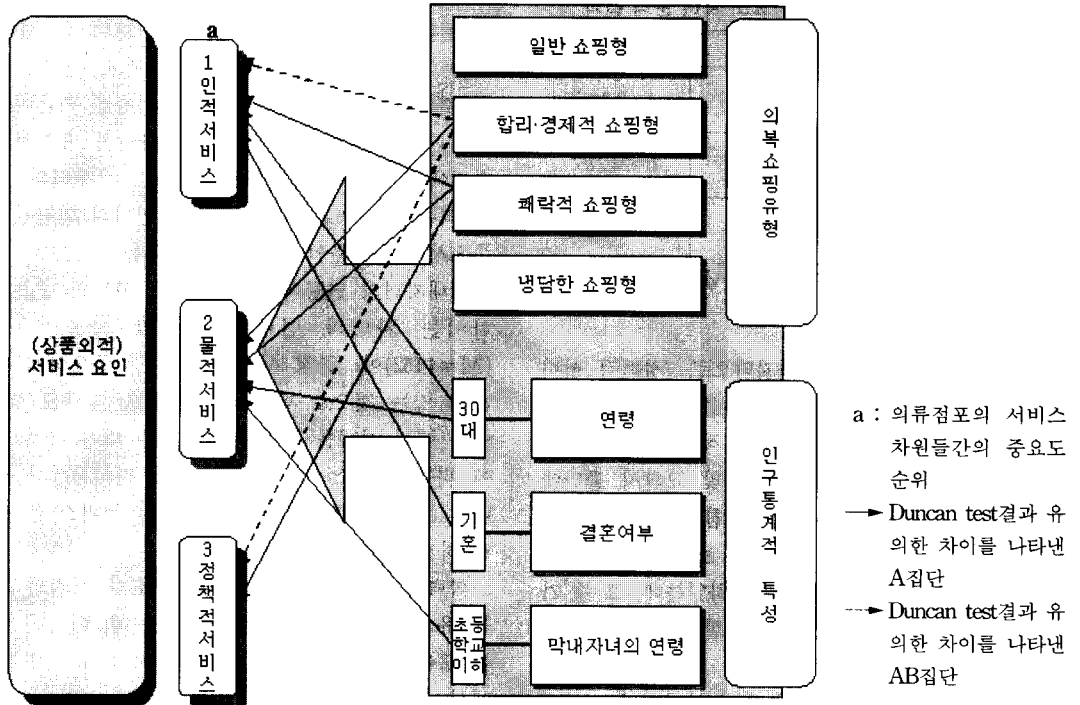 (상품외적)
서비스 요인
a
1 인적서비스
2 물적서비스
3 정책적서비스
일반 쇼핑형
합리·경제적 쇼핑형
쾌락적 쇼핑형
냉담한 쇼핑형
의복쇼핑유형
30대
연령
기혼
결혼여부
초등
학교
미하
막내자녀의 연령
인구통계적 특성
a : 의류점포의 서비스
차원들간의 중요도
순위
Duncan test결과 유
의한 차이를 나타낸
A집단
Duncan test결과 유
의한 차이를 나타낸
AB집단